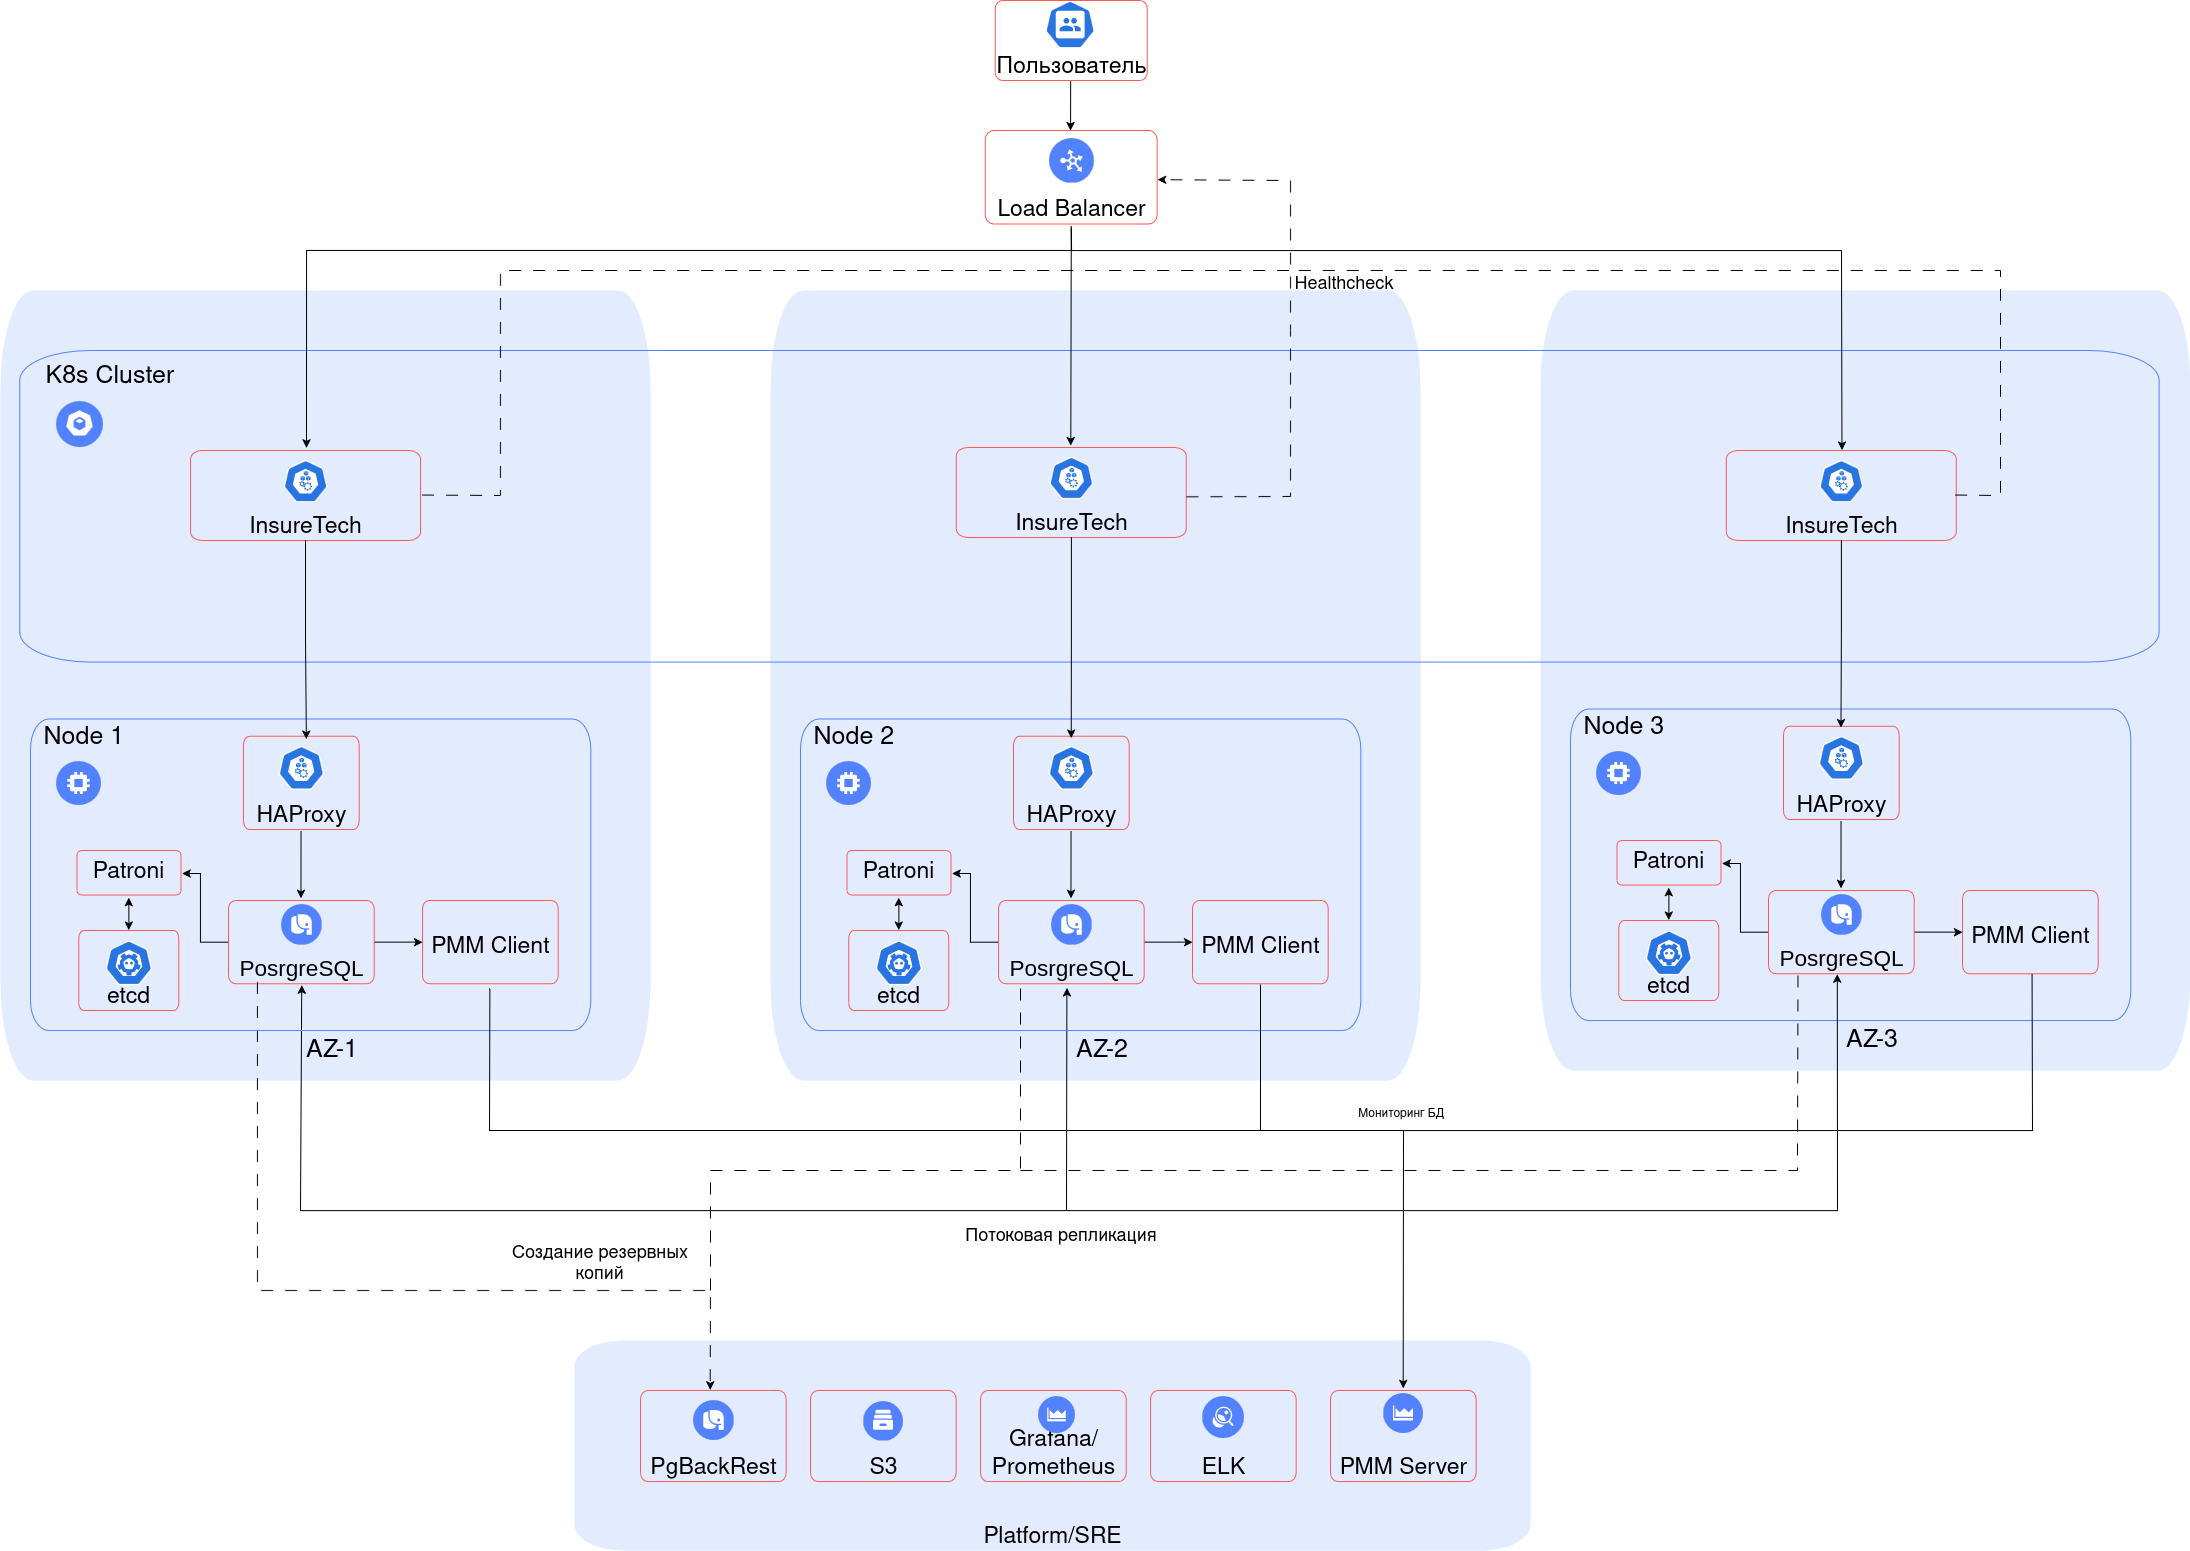 Пользователь
Load Balancer
Healthcheck
K8s Cluster
InsureTech
InsureTech
InsureTech
Node 1
HAProxy
Patroni
etcd
PosrgreSQL
PMM Client
AZ-1
Node 2
HAProxy
Patroni
etcd
PosrgreSQL
PMM Client
AZ-2
Node 3
HAProxy
Patroni
etcd
PosrgreSQL
PMM Client
AZ-3
Мониторинг БД
Потоковая репликация
Создание резервных
копий
PgBackRest
S3
Grafana/
Prometheus
ELK
PMM Server
Platform/SRE